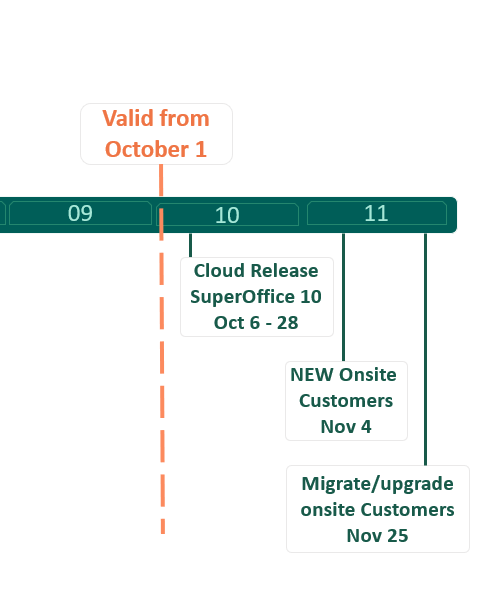 Valid from
October 1
09
10
11
Cloud Release
SuperOffice 10
Oct 6 - 28
NEW Onsite
Customers
Nov 4
Migrate/upgrade
onsite Customers
Nov 25